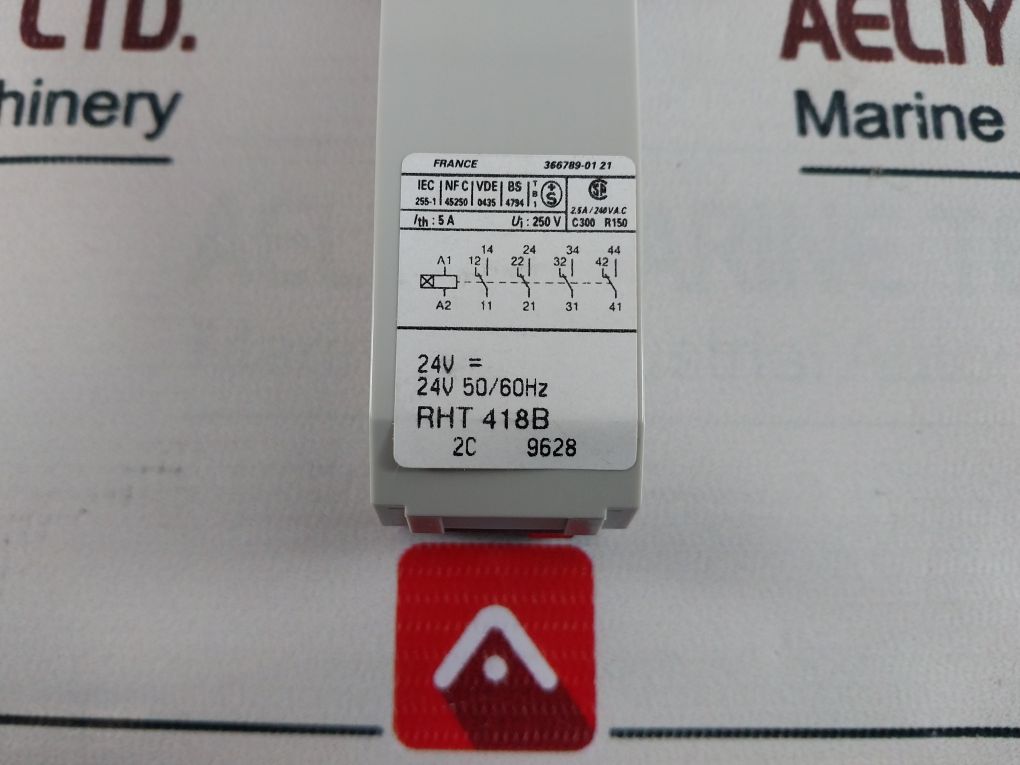 LTD.
AELIY
hinery
Marine
FRANCE 366789-01 21
IEC NF C VDE BS T B 1 S
255-1 45250 0435 4794
2.5A / 240 V A.C
Ith : 5 A Ui : 250 V C300 R150
14 24 34 44
A1 12 22 32 42
A2 11 21 31 41
24V =
24V 50/60Hz
RHT 418B
2C 9628